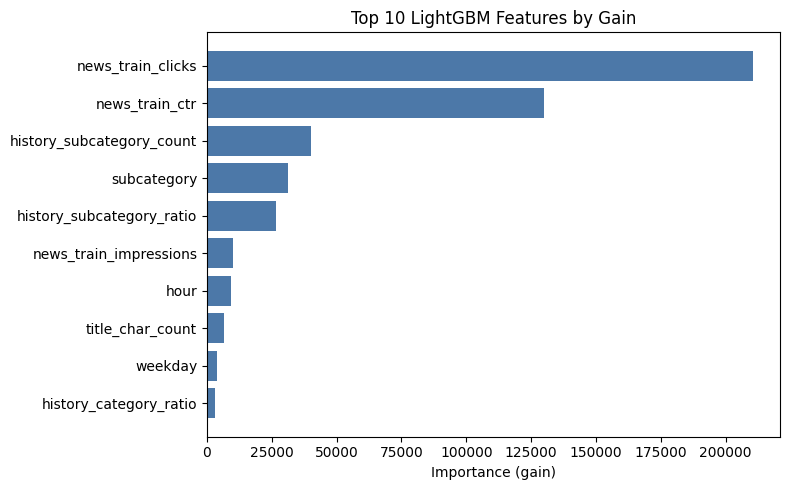 Top 10 LightGBM Features by Gain
news_train_clicks
news_train_ctr
history_subcategory_count
subcategory
history_subcategory_ratio
news_train_impressions
hour
title_char_count
weekday
history_category_ratio
0 25000 50000 75000 100000 125000 150000 175000 200000
Importance (gain)